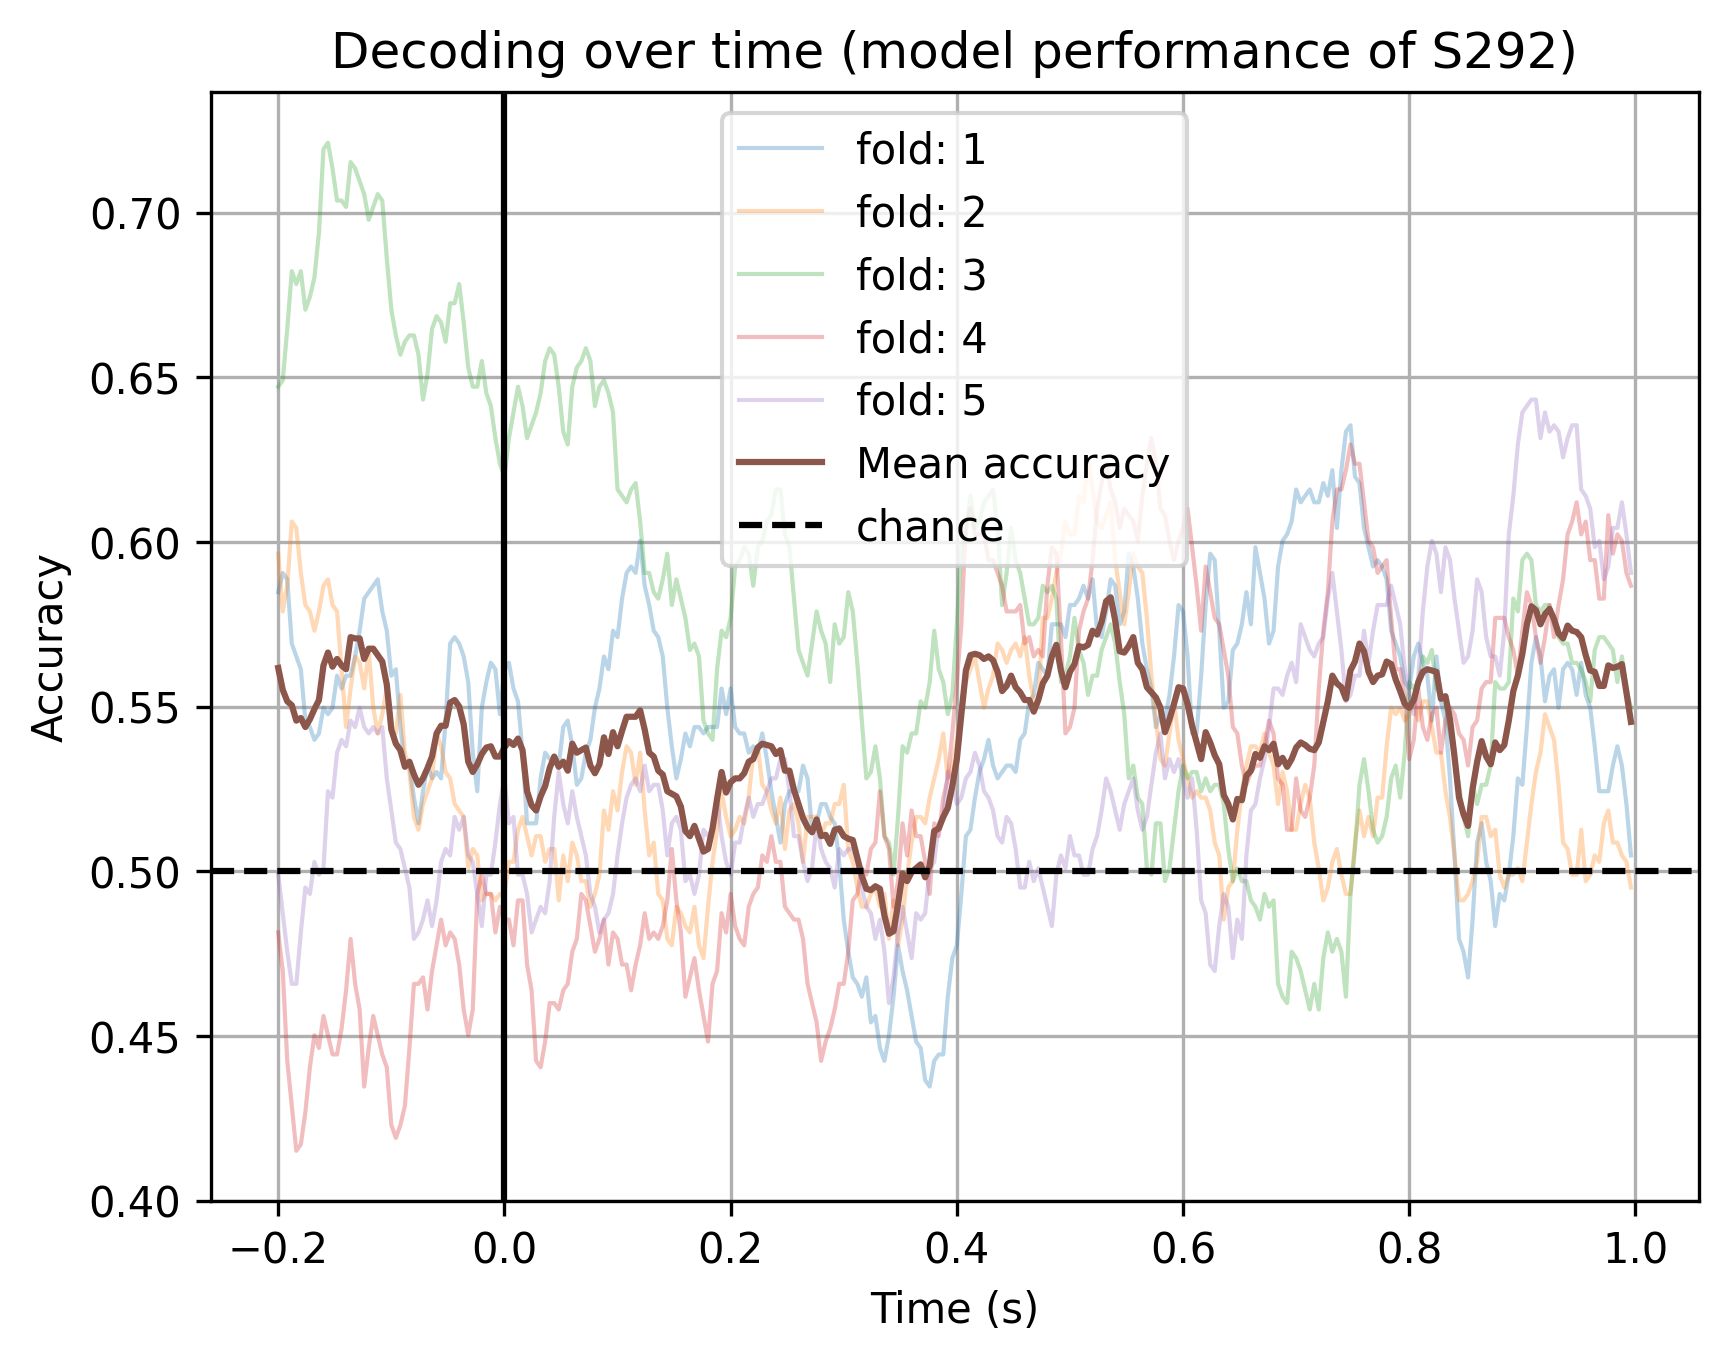 Decoding over time (model performance of S292)
fold: 1
fold: 2
fold: 3
fold: 4
fold: 5
Mean accuracy
chance
Accuracy
0.70
0.65
0.60
0.55
0.50
0.45
0.40
−0.2 0.0 0.2 0.4 0.6 0.8 1.0
Time (s)